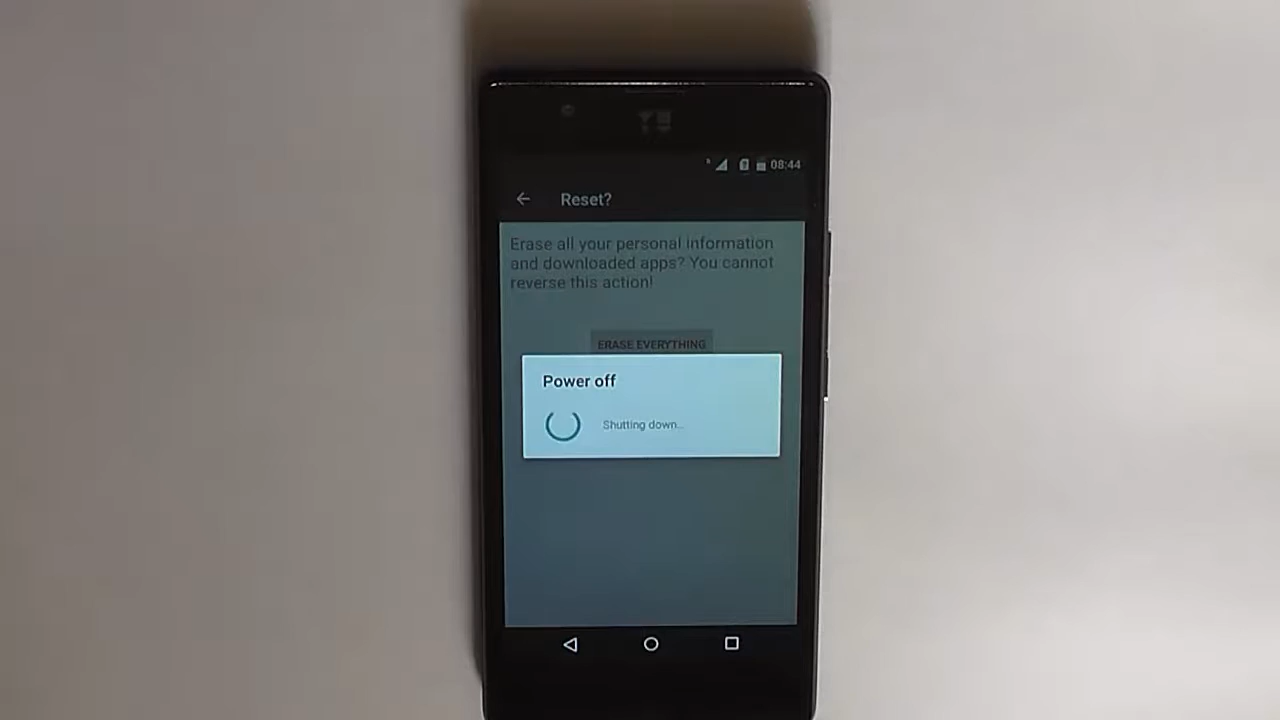 YU
08:44
Reset?
Erase all your personal information
and downloaded apps? You cannot
reverse this action!
ERASE EVERYTHING
Power off
Shutting down...